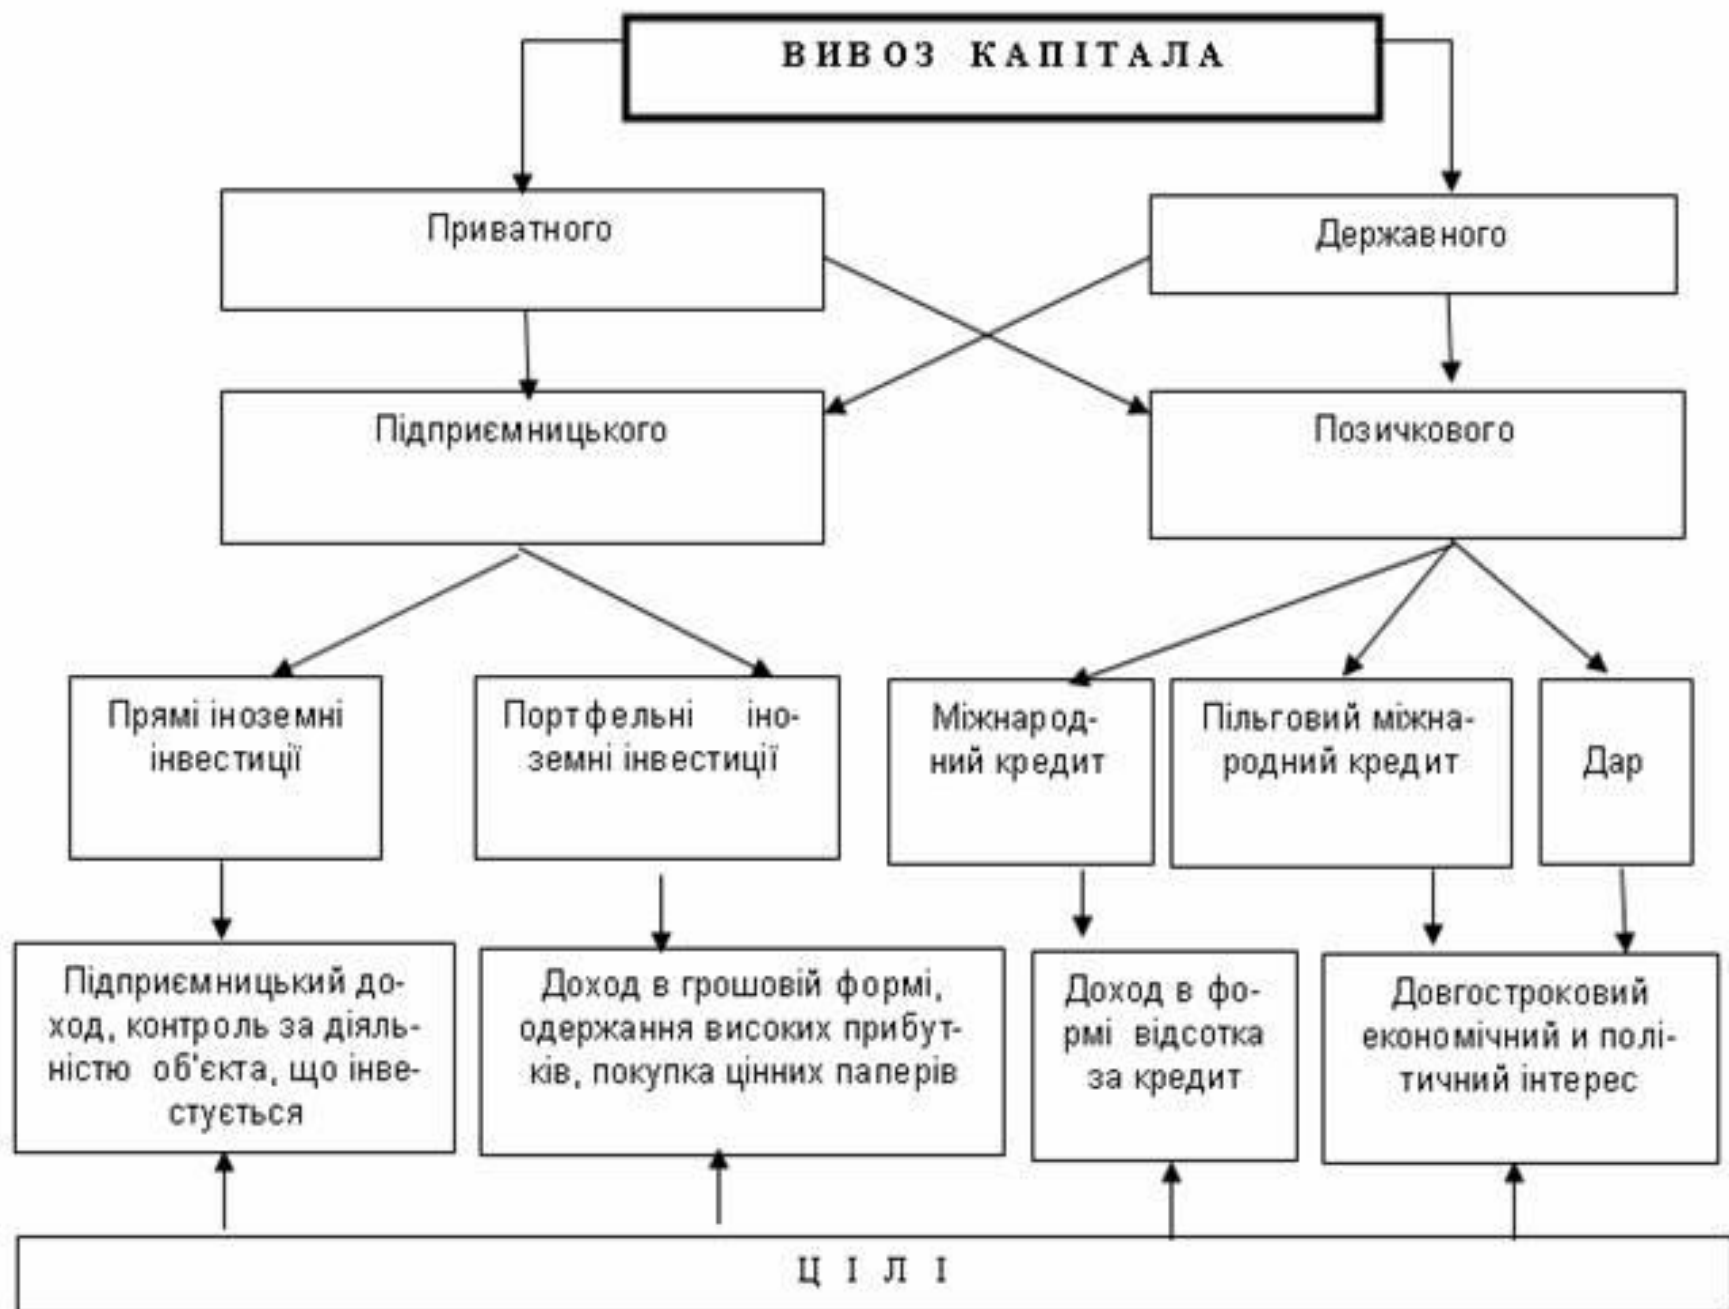 ВИВОЗ КАПІТАЛА
Приватного
Державного
Підприємницького
Позичкового
Прямі іноземні
інвестиції
Портфельні іно-
земні інвестиції
Міжнарод-
ний кредит
Пільговий міжна-
родний кредит
Дар
Підприємницький до-
ход, контроль за діяль-
ністю об'єкта, що інве-
стується
Доход в грошовій формі,
одержання високих прибут-
ків, покупка цінних паперів
Доход в фо-
рмі відсотка
за кредит
Довгостроковий
економічний и полі-
тичний інтерес
ЦІЛІ